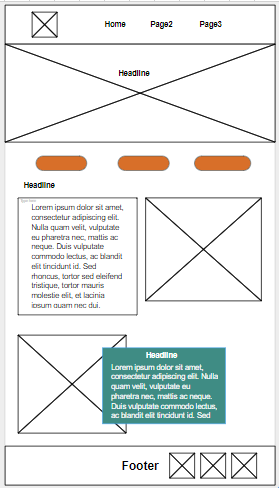 Home Page2 Page3
Headline
Headline
Lorem ipsum dolor sit amet,
consectetur adipiscing elit.
Nulla quam velit, vulputate
eu pharetra nec, mattis ac
neque. Duis vulputate
commodo lectus, ac blandit
elit tincidunt id. Sed
rhoncus, tortor sed eleifend
tristique, tortor mauris
molestie elit, et lacinia
ipsum quam nec dui.
Headline
Lorem ipsum dolor sit amet,
consectetur adipiscing elit. Nulla
quam velit, vulputate eu pharetra
nec, mattis ac neque. Duis
vulputate commodo lectus, ac
blandit elit tincidunt id. Sed
Footer